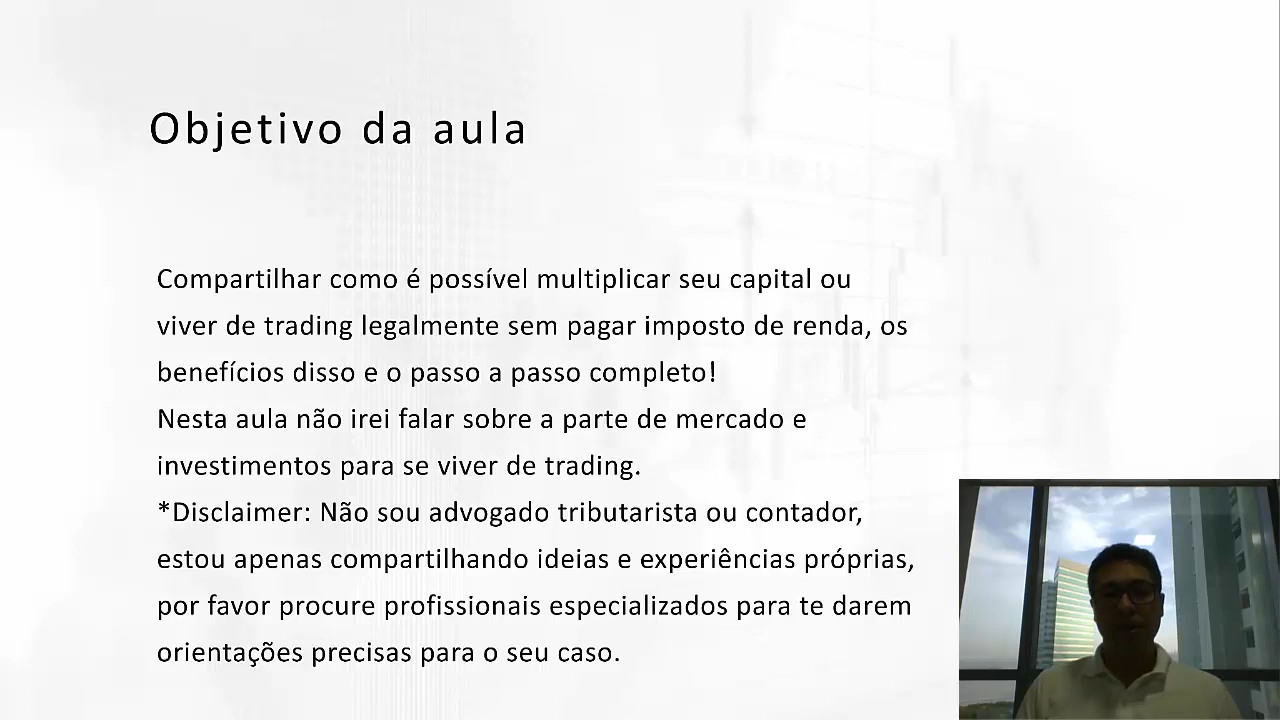 Objetivo da aula
Compartilhar como é possível multiplicar seu capital ou
viver de trading legalmente sem pagar imposto de renda, os
benefícios disso e o passo a passo completo!
Nesta aula não irei falar sobre a parte de mercado e
investimentos para se viver de trading.
*Disclaimer: Não sou advogado tributarista ou contador,
estou apenas compartilhando ideias e experiências próprias,
por favor procure profissionais especializados para te darem
orientações precisas para o seu caso.